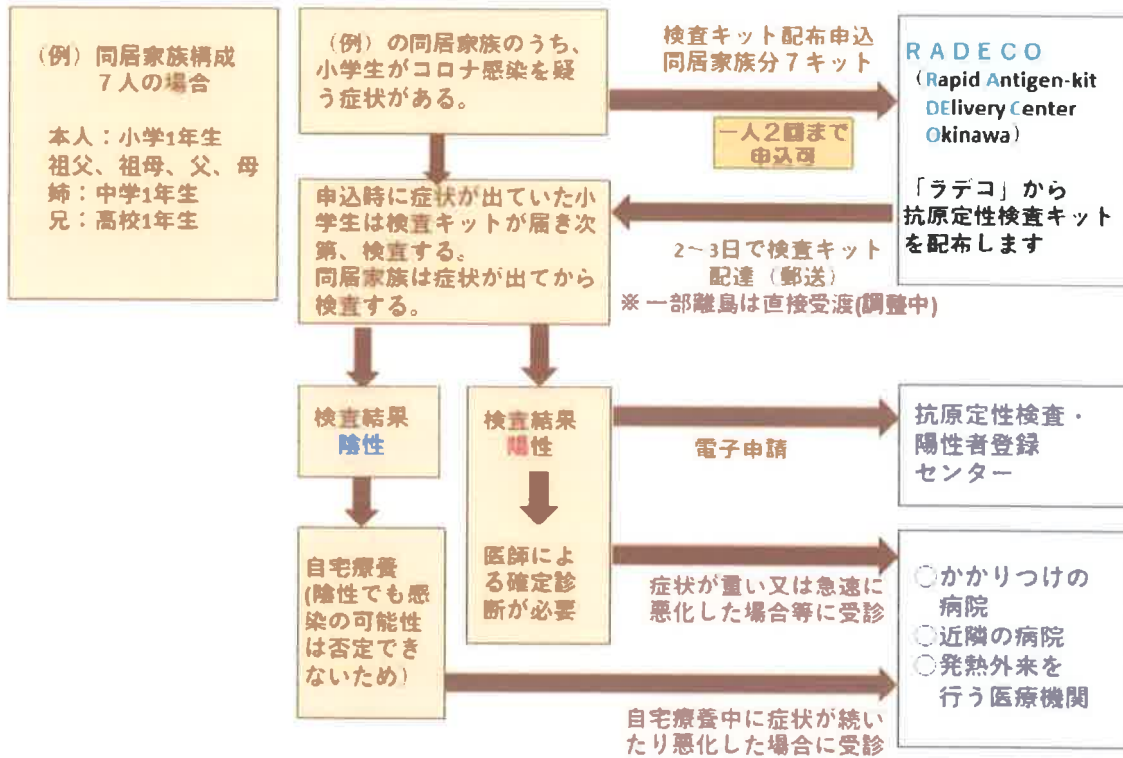 (例) 同居家族構成
7人の場合
本人：小学1年生
祖父、祖母、父、母
姉：中学1年生
兄：高校1年生
(例) の同居家族のうち、
小学生がコロナ感染を疑
う症状がある。
検査キット配布申込
同居家族分7キット
一人2回まで
申込可
RADECO
(Rapid Antigen-kit
DElivery Center
Okinawa)
「ラデコ」から
抗原定性検査キット
を配布します
申込時に症状が出ていた小
学生は検査キットが届き次
第、検査する。
同居家族は症状が出てから
検査する。
2～3日で検査キット
配達（郵送）
※一部離島は直接受渡(調整中)
検査結果
陰性
検査結果
陽性
医師によ
る確定診
断が必要
電子申請
抗原定性検査・
陽性者登録
センター
自宅療養
(陰性でも感
染の可能性
は否定でき
ないため)
症状が重い又は急速に
悪化した場合等に受診
○かかりつけの
病院
○近隣の病院
○発熱外来を
行う医療機関
自宅療養中に症状が続い
たり悪化した場合に受診